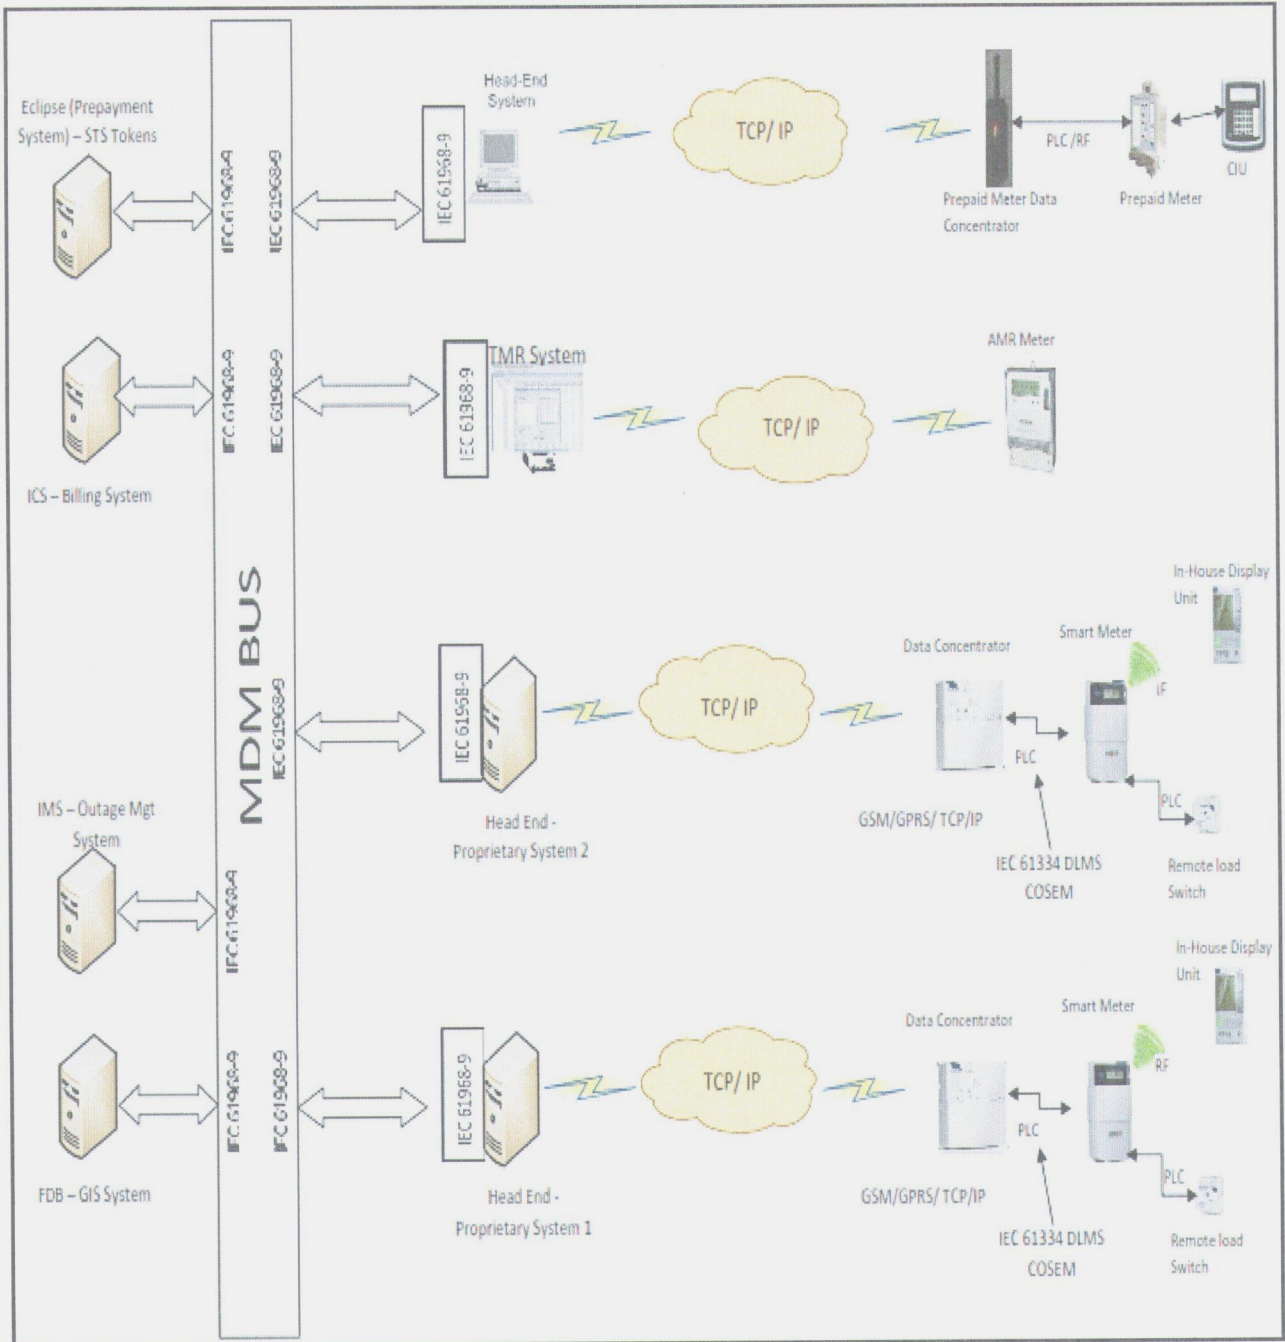 Eclipse (Prepayment
System) – STS Tokens
IEC 61968-9
IEC 61968-9
IEC 61968-9
Head-End
System
TCP/ IP
PLC /RF
Prepaid Meter Data
Concentrator
Prepaid Meter
CIU
ICS – Billing System
IEC 61968-9
IEC 61968-9
IEC 61968-9
TMR System
TCP/ IP
AMR Meter
MDM BUS
IEC 61968-9
IEC 61968-9
Head End -
Proprietary System 2
TCP/ IP
Data Concentrator
PLC
GSM/GPRS/ TCP/IP
IEC 61334 DLMS
COSEM
Smart Meter
In-House Display
Unit
PLC
Remote load
Switch
IMS – Outage Mgt
System
IEC 61968-9
FDB – GIS System
IEC 61968-9
IEC 61968-9
IEC 61968-9
Head End -
Proprietary System 1
TCP/ IP
Data Concentrator
PLC
GSM/GPRS/ TCP/IP
IEC 61334 DLMS
COSEM
Smart Meter
RF
In-House Display
Unit
PLC
Remote load
Switch